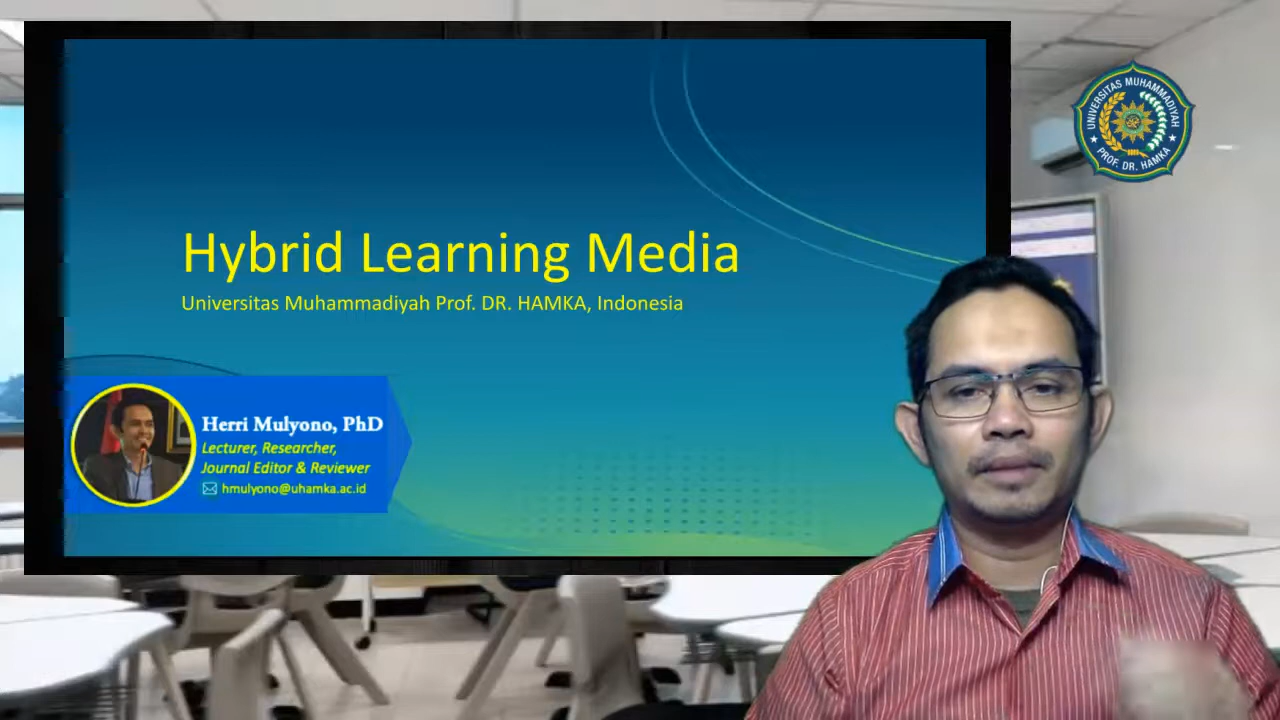 Hybrid Learning Media
Universitas Muhammadiyah Prof. DR. HAMKA, Indonesia
Herri Mulyono, PhD
Lecturer, Researcher,
Journal Editor & Reviewer
hmulyono@uhamka.ac.id
UNIVERSITAS MUHAMMADIYAH
PROF. DR. HAMKA